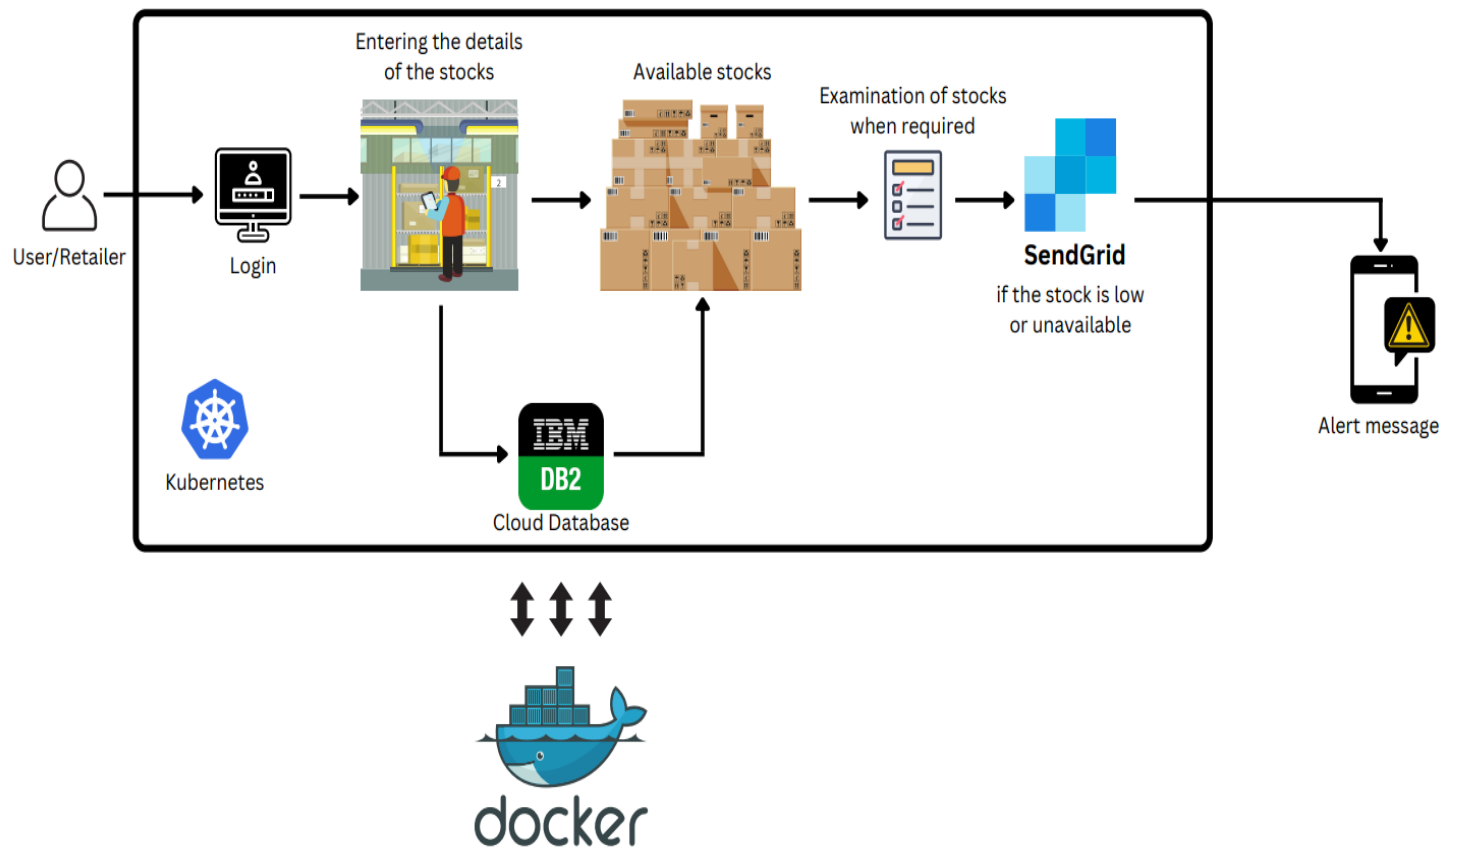 Entering the details
of the stocks
Available stocks
Examination of stocks
when required
2
User/Retailer
Login
SendGrid
if the stock is low
or unavailable
Alert message
Kubernetes
IBM
DB2
Cloud Database
docker